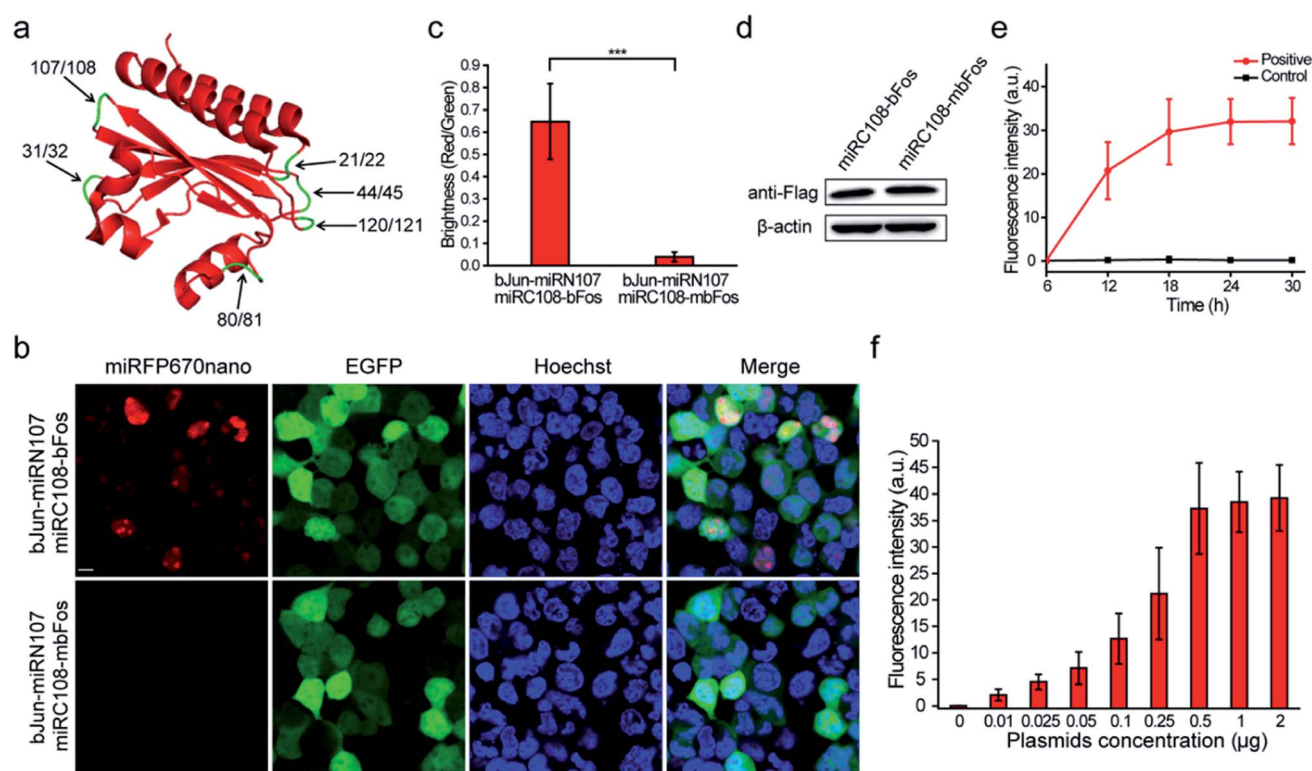 a
107/108
31/32
21/22
44/45
120/121
80/81
c
***
Brightness (Red/Green)
0.9
0.8
0.7
0.6
0.5
0.4
0.3
0.2
0.1
0.0
bJun-miRN107
miRC108-bFos
bJun-miRN107
miRC108-mbFos
d
miRC108-bFos
miRC108-mbFos
anti-Flag
β-actin
e
Positive
Control
Fluorescence intensity (a.u.)
40
30
20
10
0
6 12 18 24 30
Time (h)
b
miRFP670nano EGFP Hoechst Merge
bJun-miRN107
miRC108-bFos
bJun-miRN107
miRC108-mbFos
f
Fluorescence intensity (a.u.)
50
45
40
35
30
25
20
15
10
5
0
0 0.01 0.025 0.05 0.1 0.25 0.5 1 2
Plasmids concentration (μg)